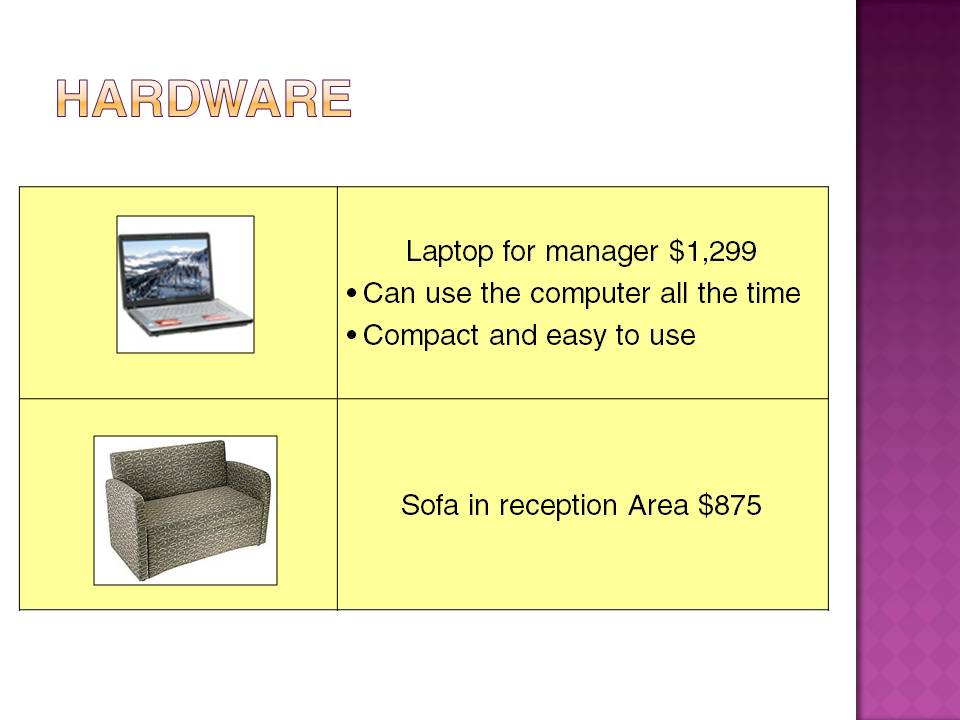 HARDWARE
Laptop for manager $1,299
• Can use the computer all the time
• Compact and easy to use
Sofa in reception Area $875